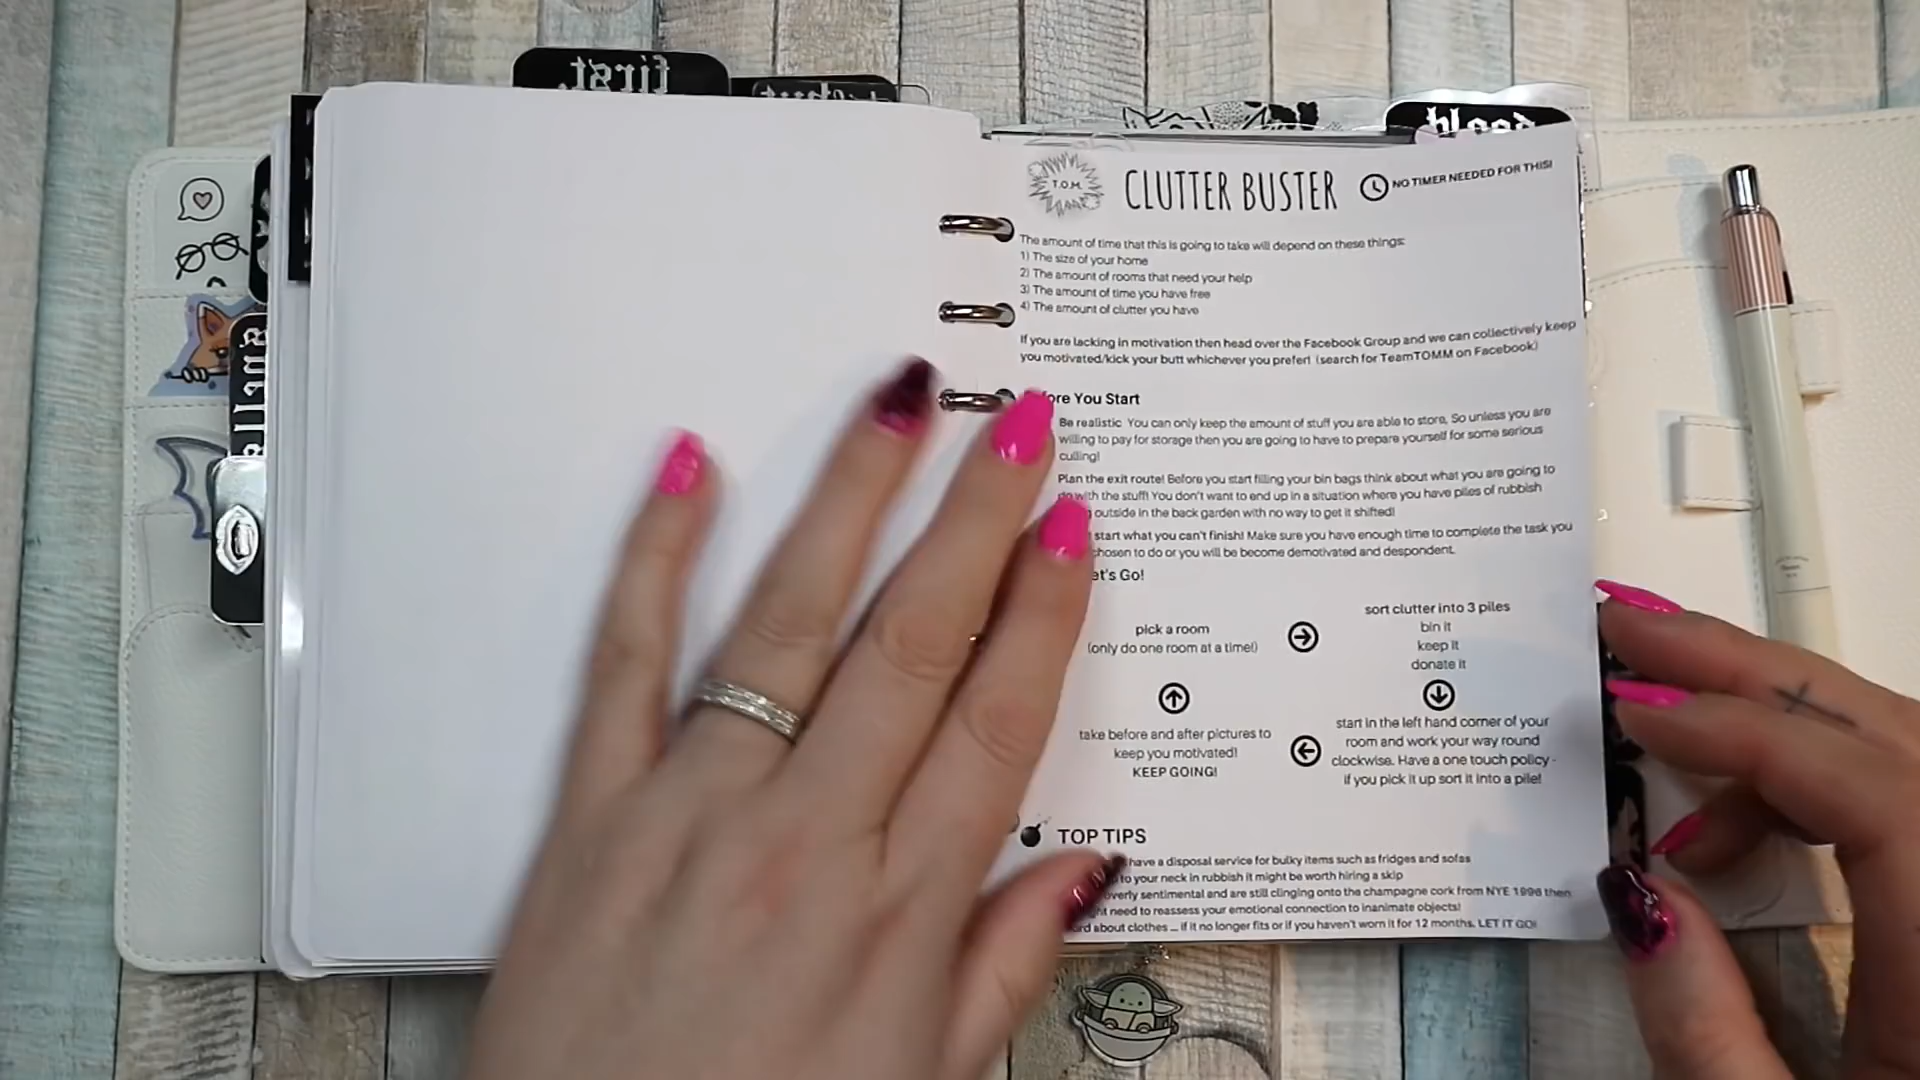 first.
T.O.M.
CLUTTER BUSTER
NO TIMER NEEDED FOR THIS!
The amount of time that this is going to take will depend on these things:
1) The size of your home
2) The amount of rooms that need your help
3) The amount of time you have free
4) The amount of clutter you have
If you are lacking in motivation then head over the Facebook Group and we can collectively keep
you motivated/kick your butt whichever you prefer! (search for TeamTOMM on Facebook)
ore You Start
Be realistic You can only keep the amount of stuff you are able to store, So unless you are
willing to pay for storage then you are going to have to prepare yourself for some serious
culling!
Plan the exit route! Before you start filling your bin bags think about what you are going to
do with the stuff! You don't want to end up in a situation where you have piles of rubbish
outside in the back garden with no way to get it shifted!
start what you can't finish! Make sure you have enough time to complete the task you
chosen to do or you will be become demotivated and despondent.
et's Go!
pick a room
(only do one room at a time!)
sort clutter into 3 piles
bin it
keep it
donate it
start in the left hand corner of your
room and work your way round
clockwise. Have a one touch policy -
if you pick it up sort it into a pile!
take before and after pictures to
keep you motivated!
KEEP GOING!
TOP TIPS
have a disposal service for bulky items such as fridges and sofas
to your neck in rubbish it might be worth hiring a skip
overly sentimental and are still clinging onto the champagne cork from NYE 1996 then
need to reassess your emotional connection to inanimate objects!
about clothes ... if it no longer fits or if you haven't worn it for 12 months. LET IT GO!